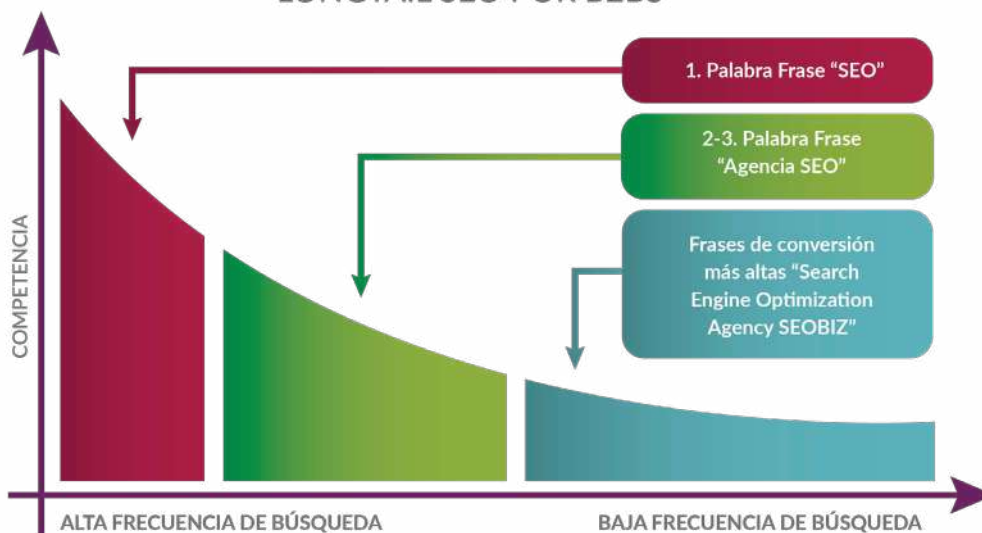 1. Palabra Frase “SEO”
2-3. Palabra Frase
“Agencia SEO”
Frases de conversión
más altas “Search
Engine Optimization
Agency SEOBIZ”
COMPETENCIA
ALTA FRECUENCIA DE BÚSQUEDA
BAJA FRECUENCIA DE BÚSQUEDA